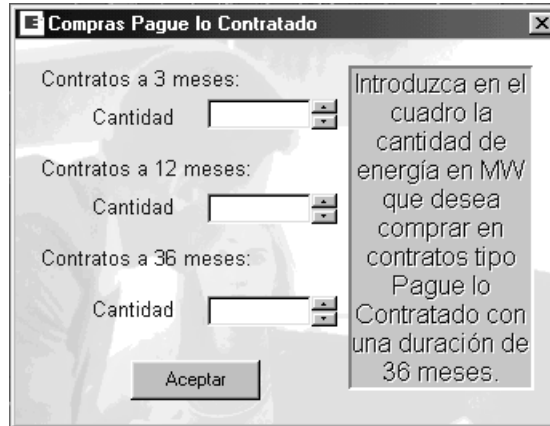 Compras Pague lo Contratado
Contratos a 3 meses:
Cantidad
Contratos a 12 meses:
Cantidad
Contratos a 36 meses:
Cantidad
Aceptar
Introduzca en el
cuadro la
cantidad de
energía en MW
que desea
comprar en
contratos tipo
Pague lo
Contratado con
una duración de
36 meses.